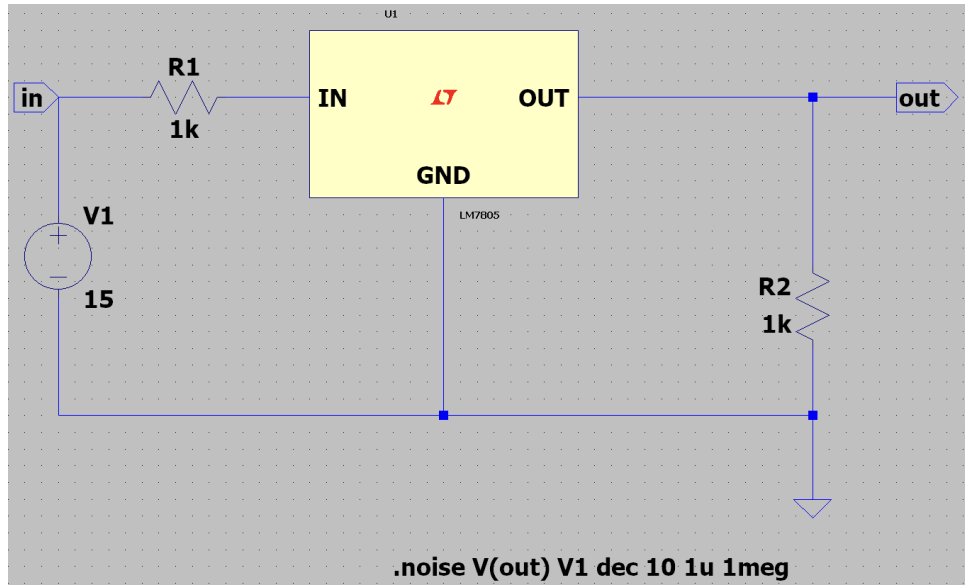 U1
R1
in
IN
OUT
out
1k
GND
V1
LM7805
R2
15
1k
.noise V(out) V1 dec 10 1u 1meg